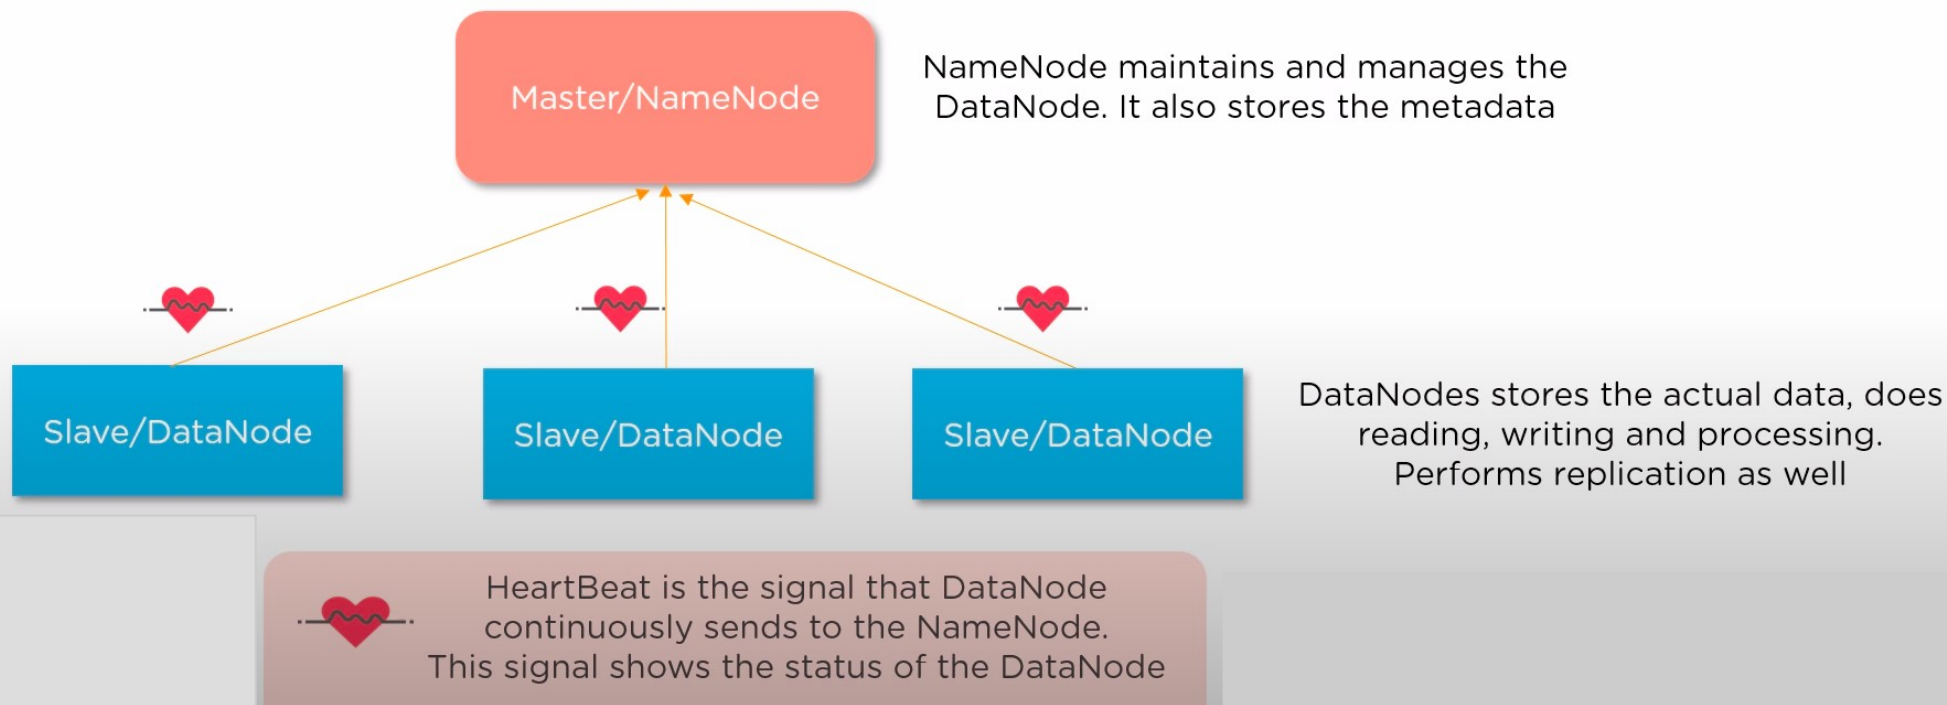 Master/NameNode
NameNode maintains and manages the
DataNode. It also stores the metadata
Slave/DataNode
Slave/DataNode
Slave/DataNode
DataNodes stores the actual data, does
reading, writing and processing.
Performs replication as well
HeartBeat is the signal that DataNode
continuously sends to the NameNode.
This signal shows the status of the DataNode